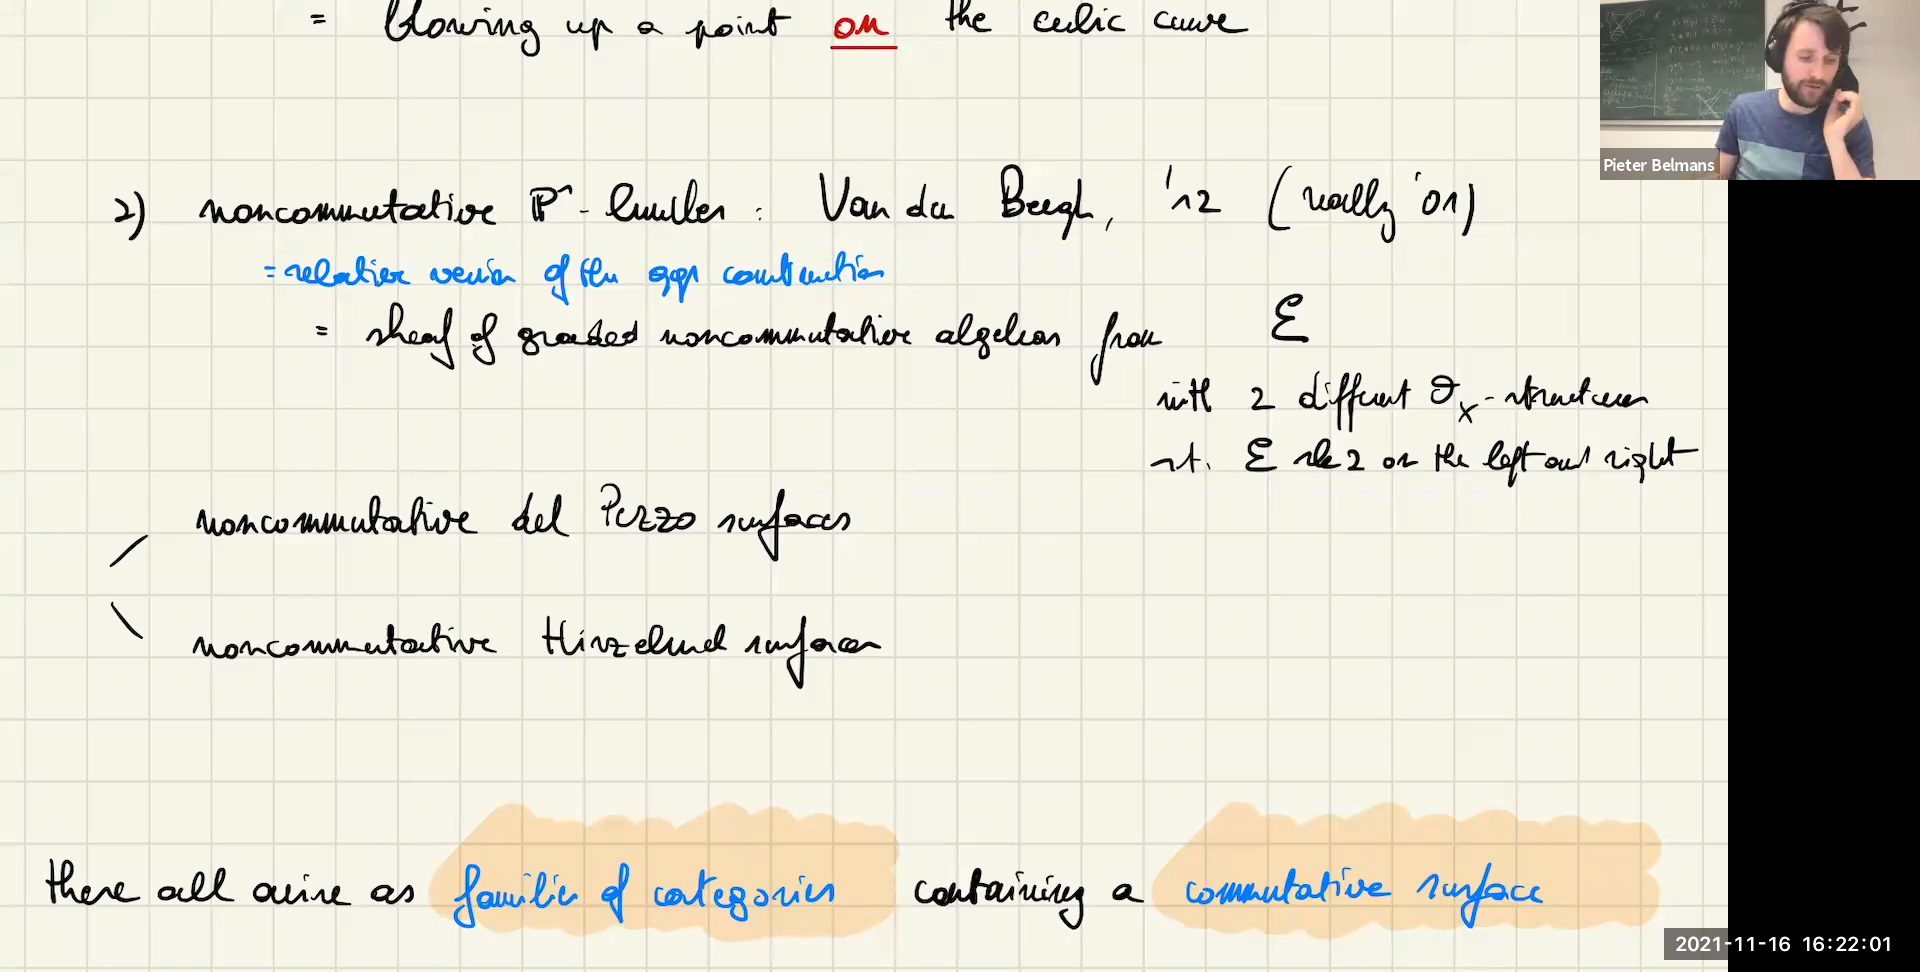 = blowing up a point on the cubic curve
Pieter Belmans
2) noncommutative ℙ¹-bundles : Van den Bergh, '12 (really '01)
= relative version of the qgr construction
= sheaf of graded noncommutative algebras from ℰ
with 2 different 𝒪_X-structures
s.t. ℰ rk 2 on the left and right
noncommutative del Pezzo surfaces
noncommutative Hirzebruch surfaces
these all arise as families of categories containing a commutative surface
2021-11-16 16:22:01